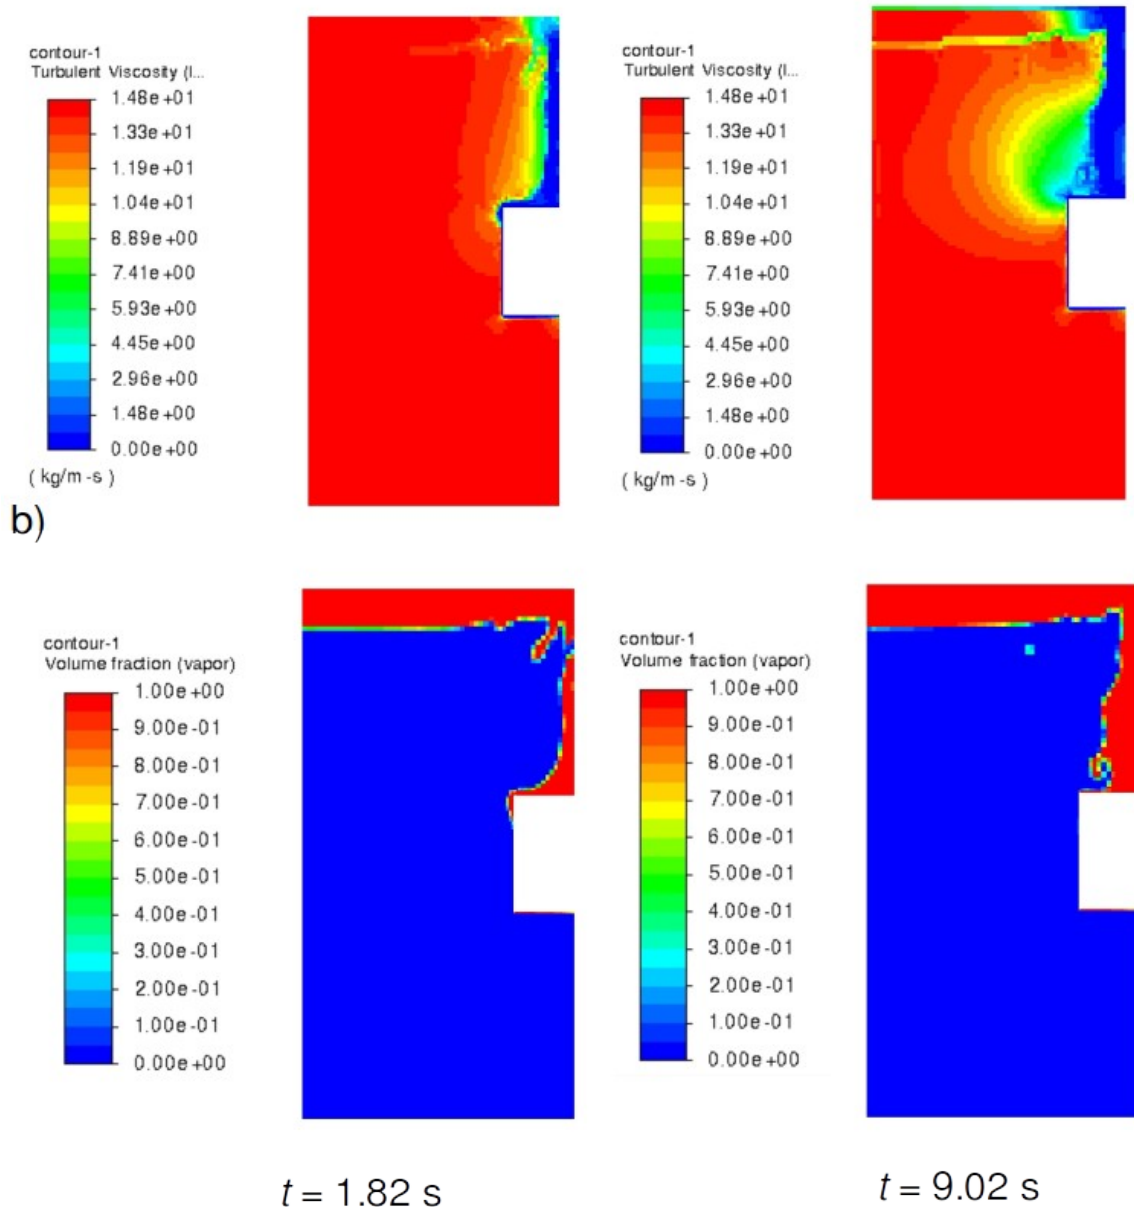 contour-1
Turbulent Viscosity (l...
1.48e+01
1.33e+01
1.19e+01
1.04e+01
8.89e+00
7.41e+00
5.93e+00
4.45e+00
2.96e+00
1.48e+00
0.00e+00
( kg/m-s )
contour-1
Turbulent Viscosity (l...
1.48e+01
1.33e+01
1.19e+01
1.04e+01
8.89e+00
7.41e+00
5.93e+00
4.45e+00
2.96e+00
1.48e+00
0.00e+00
( kg/m-s )
b)
contour-1
Volume fraction (vapor)
1.00e+00
9.00e-01
8.00e-01
7.00e-01
6.00e-01
5.00e-01
4.00e-01
3.00e-01
2.00e-01
1.00e-01
0.00e+00
contour-1
Volume fraction (vapor)
1.00e+00
9.00e-01
8.00e-01
7.00e-01
6.00e-01
5.00e-01
4.00e-01
3.00e-01
2.00e-01
1.00e-01
0.00e+00
t = 1.82 s
t = 9.02 s